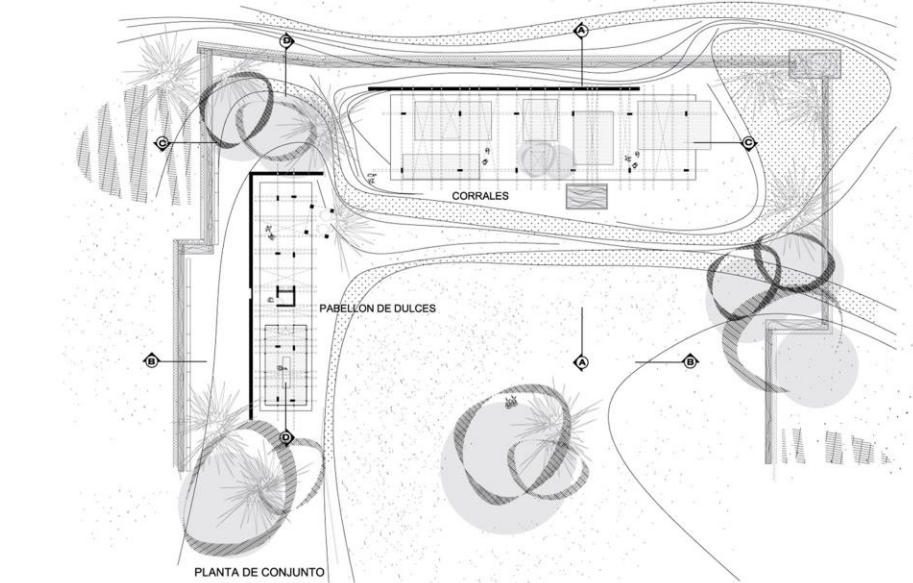 D
A
C
C
CORRALES
PABELLON DE DULCES
B
A
B
D
PLANTA DE CONJUNTO